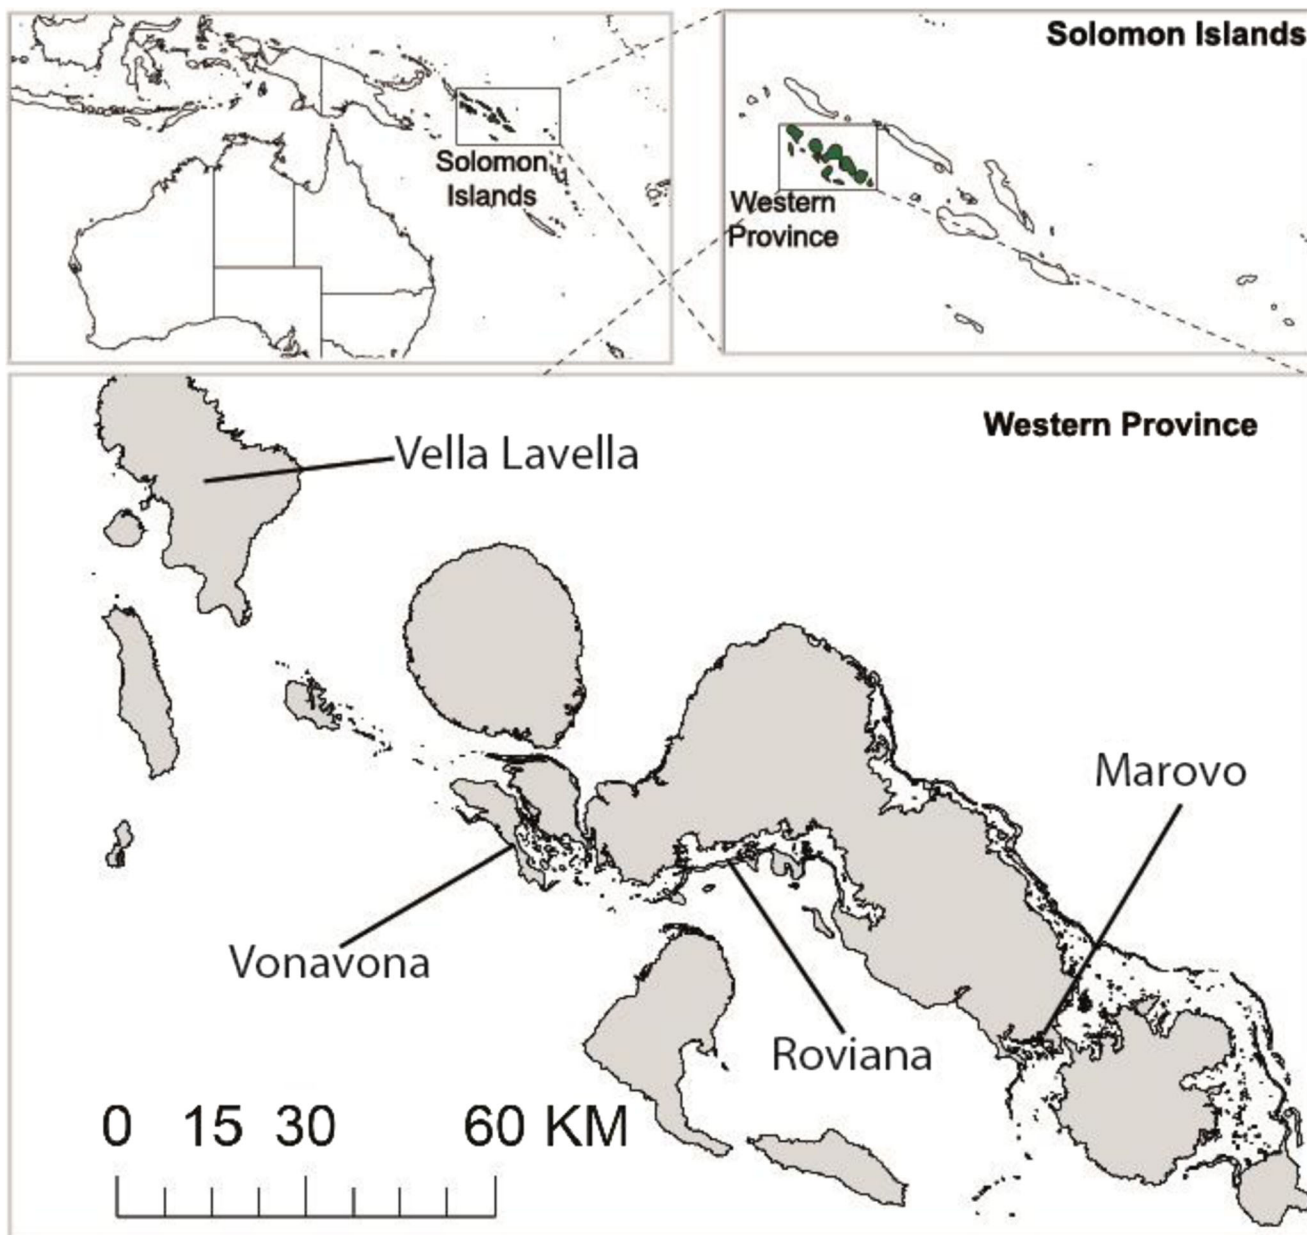 Solomon Islands
Solomon
Islands
Western
Province
Western Province
Vella Lavella
Marovo
Vonavona
Roviana
0 15 30 60 KM